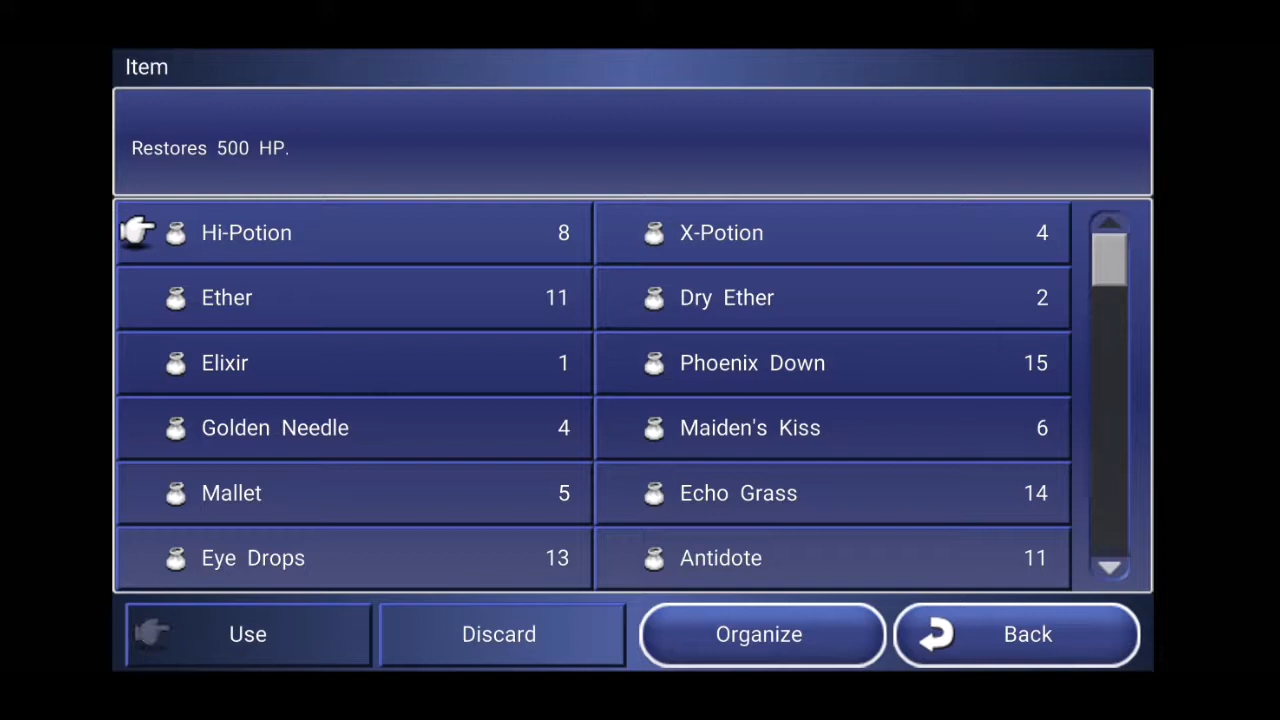 Item
Restores 500 HP.
Hi-Potion 8 X-Potion 4
Ether 11 Dry Ether 2
Elixir 1 Phoenix Down 15
Golden Needle 4 Maiden's Kiss 6
Mallet 5 Echo Grass 14
Eye Drops 13 Antidote 11
Use Discard Organize Back